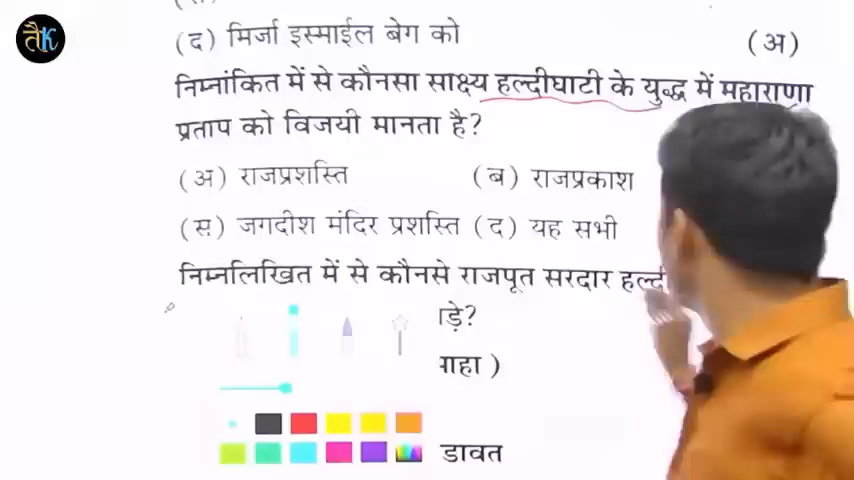 तैK
(द) मिर्जा इस्माईल बेग को (अ)
निम्नांकित में से कौनसा साक्ष्य हल्दीघाटी के युद्ध में महाराणा
प्रताप को विजयी मानता है?
(अ) राजप्रशस्ति (ब) राजप्रकाश
(स) जगदीश मंदिर प्रशस्ति (द) यह सभी
निम्नलिखित में से कौनसे राजपूत सरदार
ड़े?
गहा )
डावत